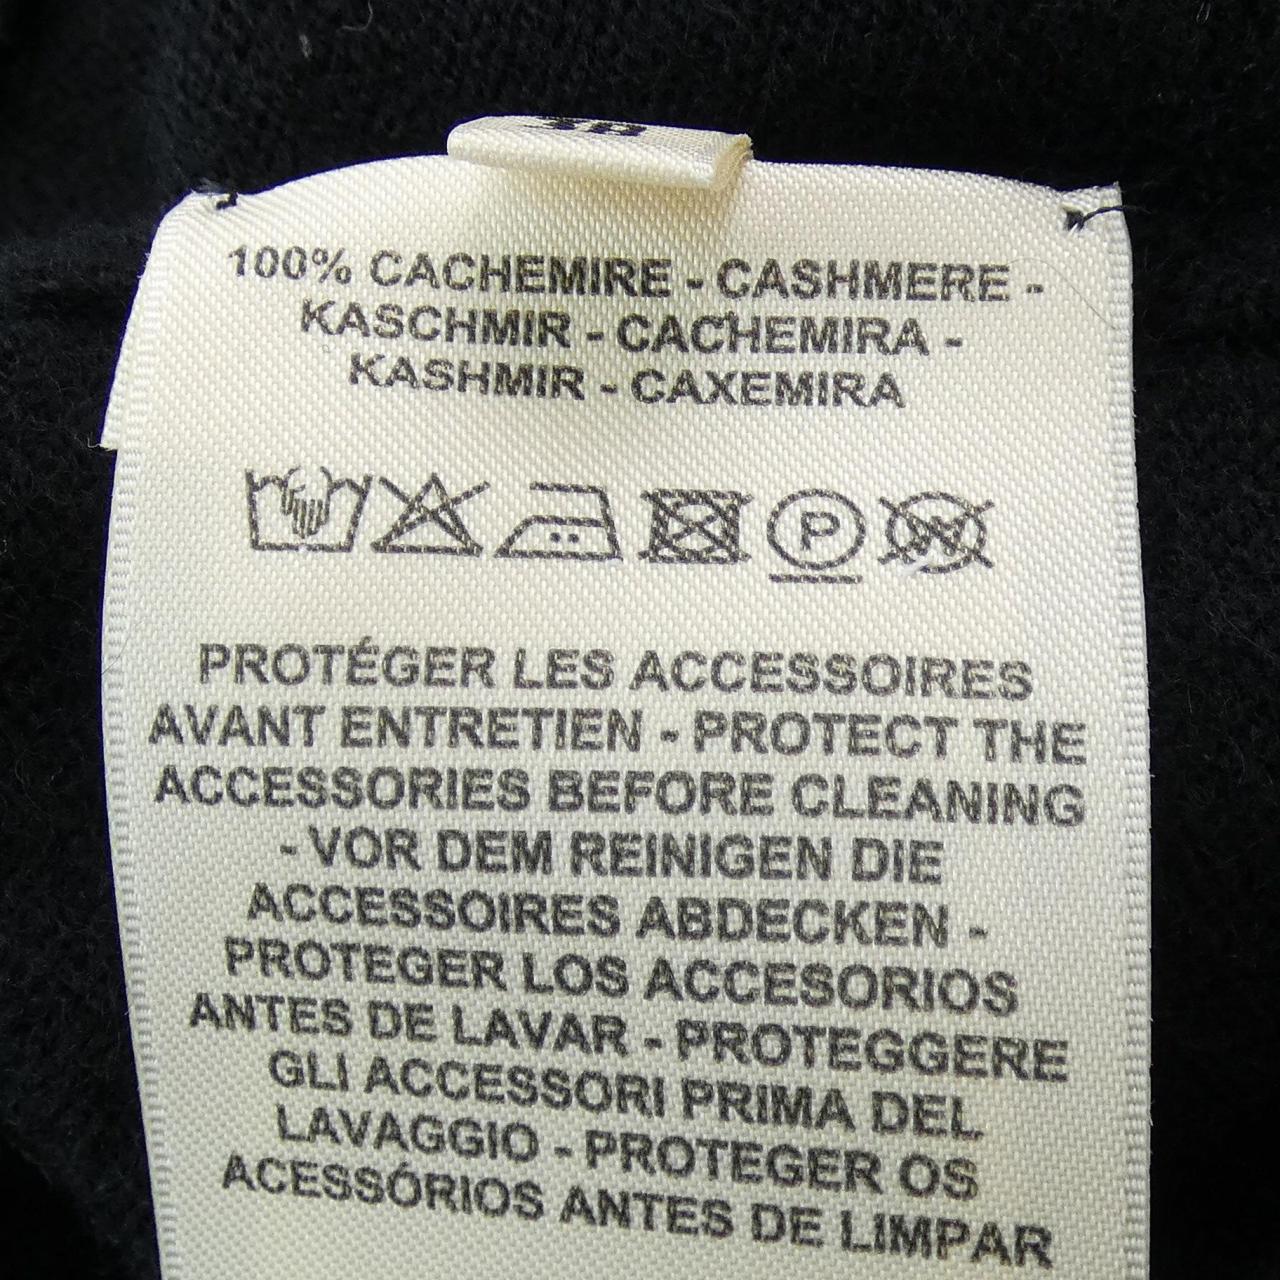 100% CACHEMIRE - CASHMERE -
KASCHMIR - CACHEMIRA -
KASHMIR - CAXEMIRA
P
W
PROTÉGER LES ACCESSOIRES
AVANT ENTRETIEN - PROTECT THE
ACCESSORIES BEFORE CLEANING
- VOR DEM REINIGEN DIE
ACCESSOIRES ABDECKEN -
PROTEGER LOS ACCESORIOS
ANTES DE LAVAR - PROTEGGERE
GLI ACCESSORI PRIMA DEL
LAVAGGIO - PROTEGER OS
ACESSÓRIOS ANTES DE LIMPAR